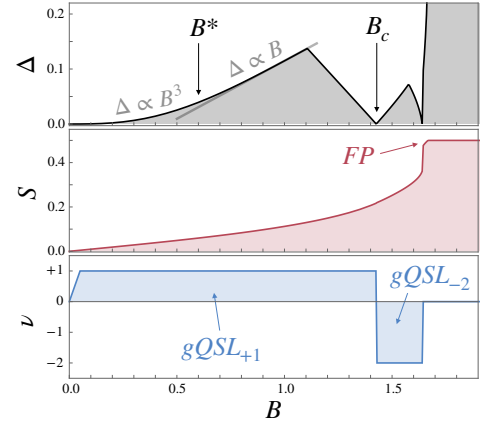 0.2
0.1
0.0
Δ
B*
B_c
Δ ∝ B³
Δ ∝ B
0.4
0.2
0.0
S
FP
+1
0
−1
−2
ν
gQSL₊₁
gQSL₋₂
0.0 0.5 1.0 1.5
B